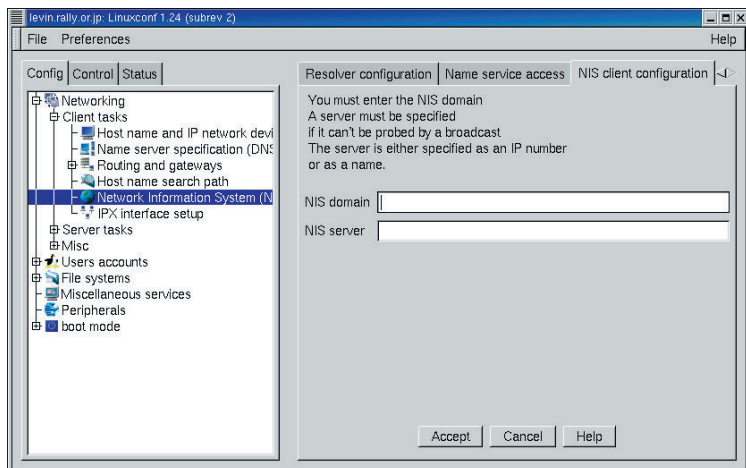 levin.rally.or.jp: Linuxconf 1.24 (subrev 2)
File Preferences Help
Config Control Status
Networking
Client tasks
Host name and IP network devi
Name server specification (DNS
Routing and gateways
Host name search path
Network Information System (N
IPX interface setup
Server tasks
Misc
Users accounts
File systems
Miscellaneous services
Peripherals
boot mode
Resolver configuration Name service access NIS client configuration
You must enter the NIS domain
A server must be specified
if it can't be probed by a broadcast
The server is either specified as an IP number
or as a name.
NIS domain
NIS server
Accept Cancel Help